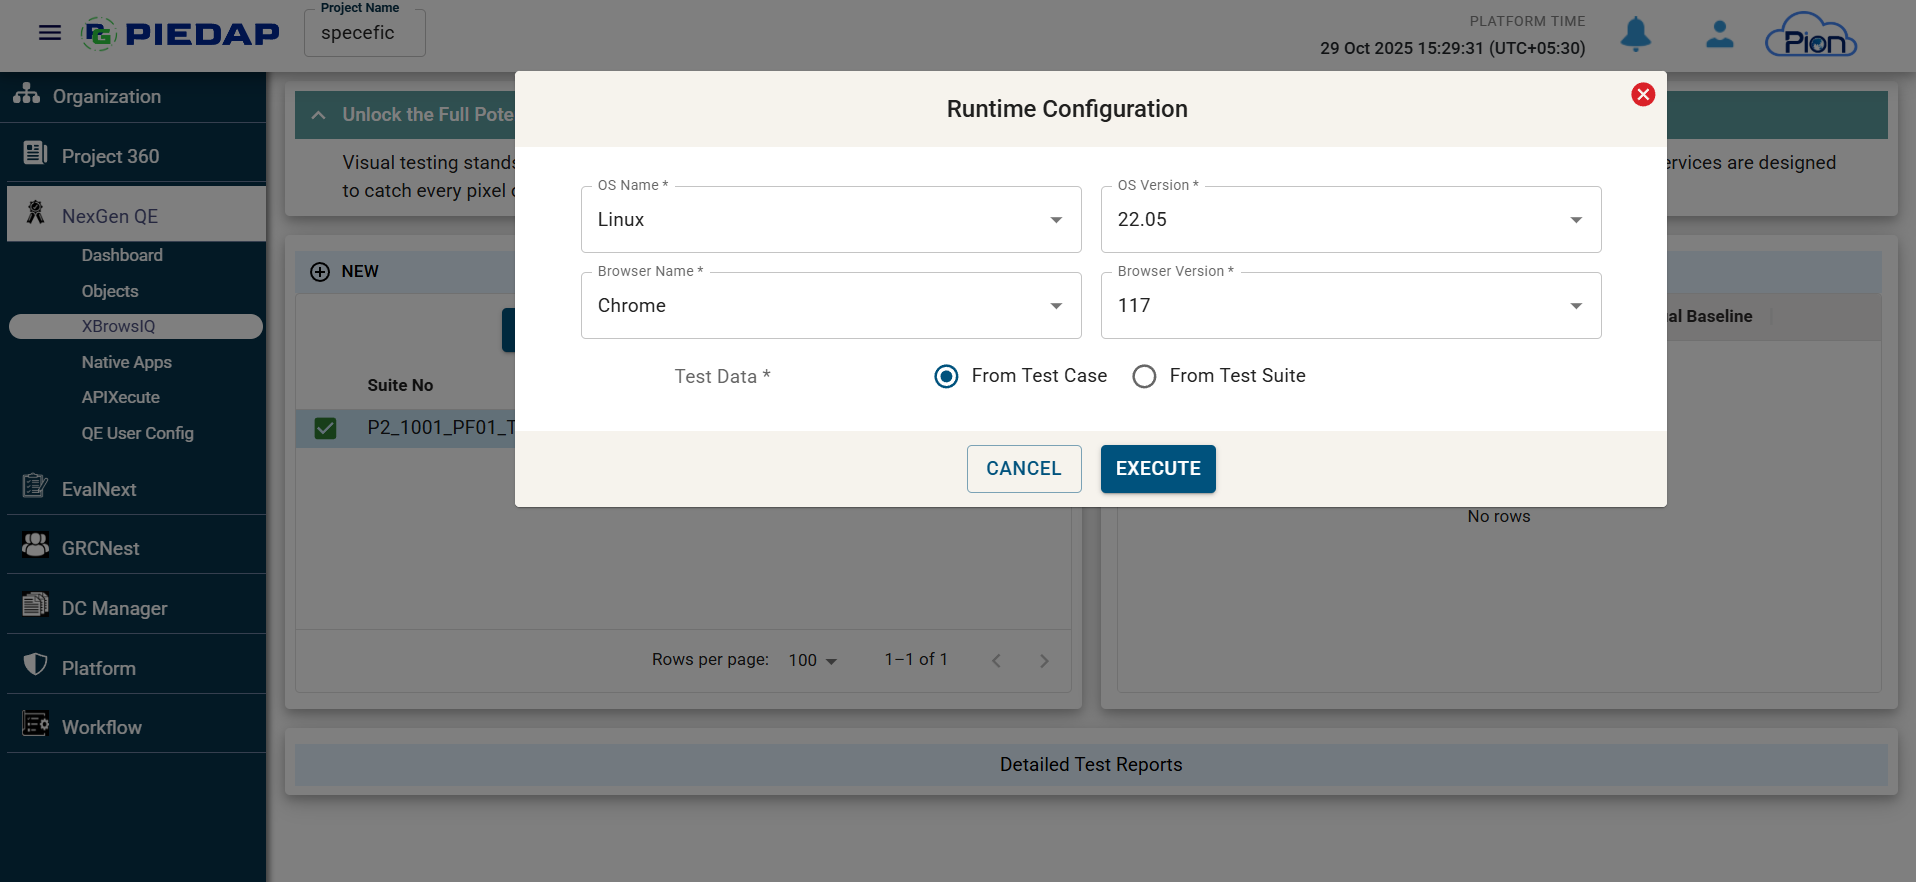 PIEDAP
Project Name
specefic
PLATFORM TIME
29 Oct 2025 15:29:31 (UTC+05:30)
Pion
Organization
Project 360
NexGen QE
Dashboard
Objects
XBrowsIQ
Native Apps
APIXecute
QE User Config
EvalNext
GRCNest
DC Manager
Platform
Workflow
Unlock the Full Pote
Visual testing stands
ervices are designed
to catch every pixel
NEW
Suite No
P2_1001_PF01_T
Rows per page: 100 1–1 of 1
al Baseline
No rows
Detailed Test Reports
Runtime Configuration
OS Name *
Linux
OS Version *
22.05
Browser Name *
Chrome
Browser Version *
117
Test Data * From Test Case From Test Suite
CANCEL EXECUTE